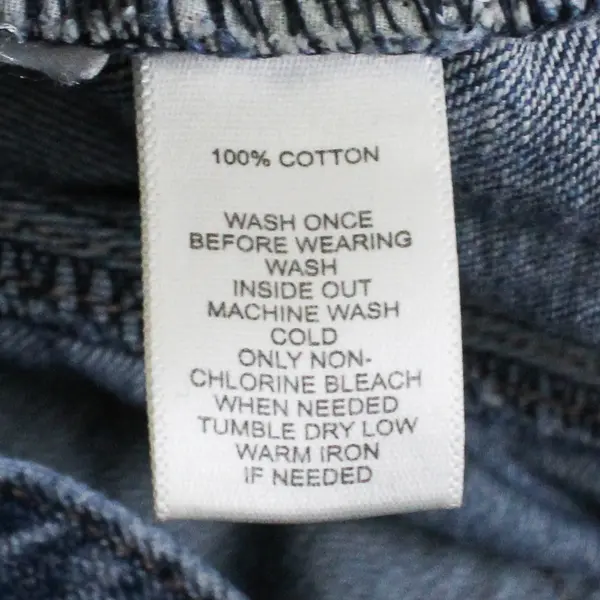 100% COTTON
WASH ONCE
BEFORE WEARING
WASH
INSIDE OUT
MACHINE WASH
COLD
ONLY NON-
CHLORINE BLEACH
WHEN NEEDED
TUMBLE DRY LOW
WARM IRON
IF NEEDED